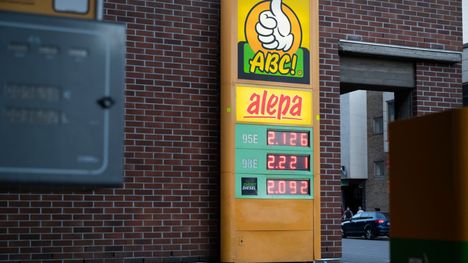 ABC!
alepa
95E 2.126
98E 2.221
DIESEL 2.092